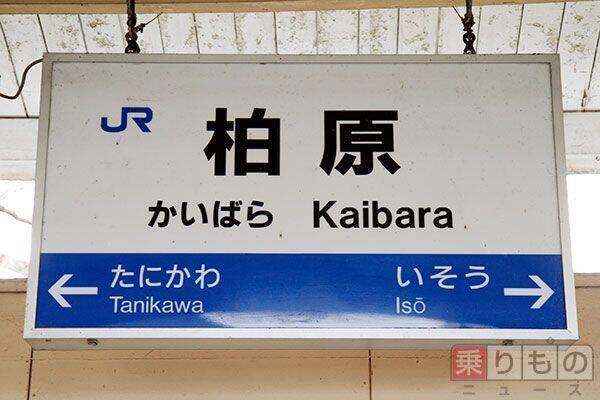 JR
柏原
かいばら Kaibara
← たにかわ いそう →
Tanikawa Isō
乗りもの
ニュース